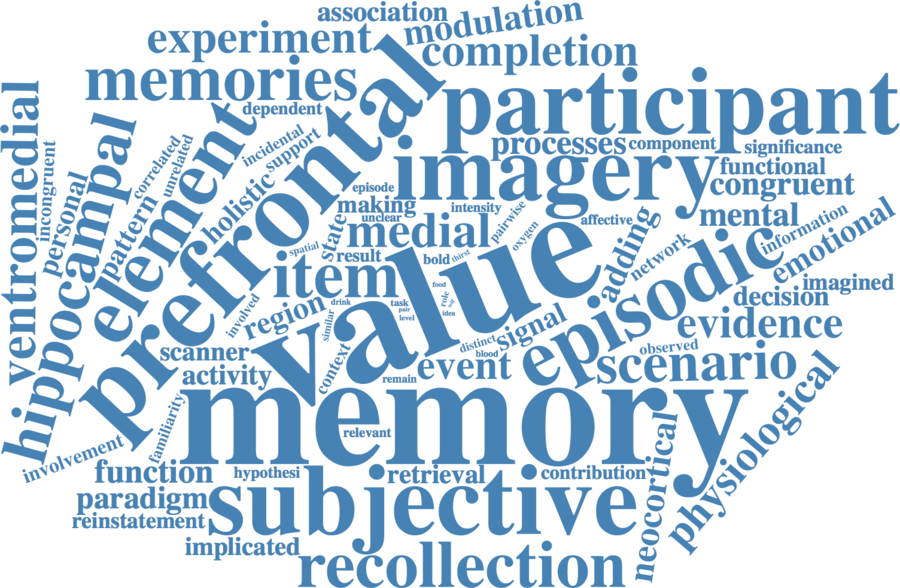 association
modulation
experiment
completion
memories
dependent
participant
prefrontal
ventromedial
incongruent
hippocampal
personal
element
correlated
unrelated
pattern
incidental
support
holistic
processes
component
significance
imagery
functional
congruent
episode
making
unclear
intensity
pairwise
oxygen
affective
state
medial
mental
adding
network
information
emotional
spatial
result
bold
thirst
item
value
episodic
imagined
decision
food
role
self
idea
drink
task
pair
level
similar
involved
region
signal
evidence
distinct
blood
observed
scanner
activity
context
event
scenario
remain
memory
physiological
familiarity
relevant
involvement
function
hypothesi
retrieval
contribution
neocortical
paradigm
subjective
reinstatement
implicated
recollection